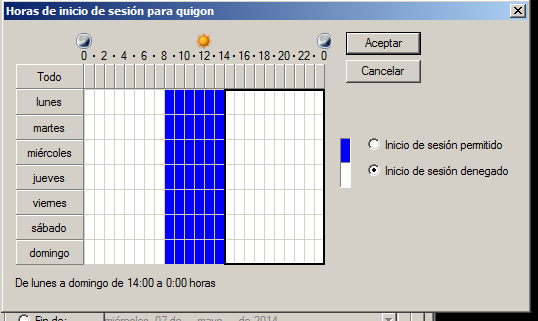 Horas de inicio de sesión para quigon
0 · 2 · 4 · 6 · 8 · 10 · 12 · 14 · 16 · 18 · 20 · 22 · 0
Aceptar
Cancelar
Todo
lunes
martes
miércoles
jueves
viernes
sábado
domingo
Inicio de sesión permitido
Inicio de sesión denegado
De lunes a domingo de 14:00 a 0:00 horas
Fin de: miércoles, 07 de mayo de 2014